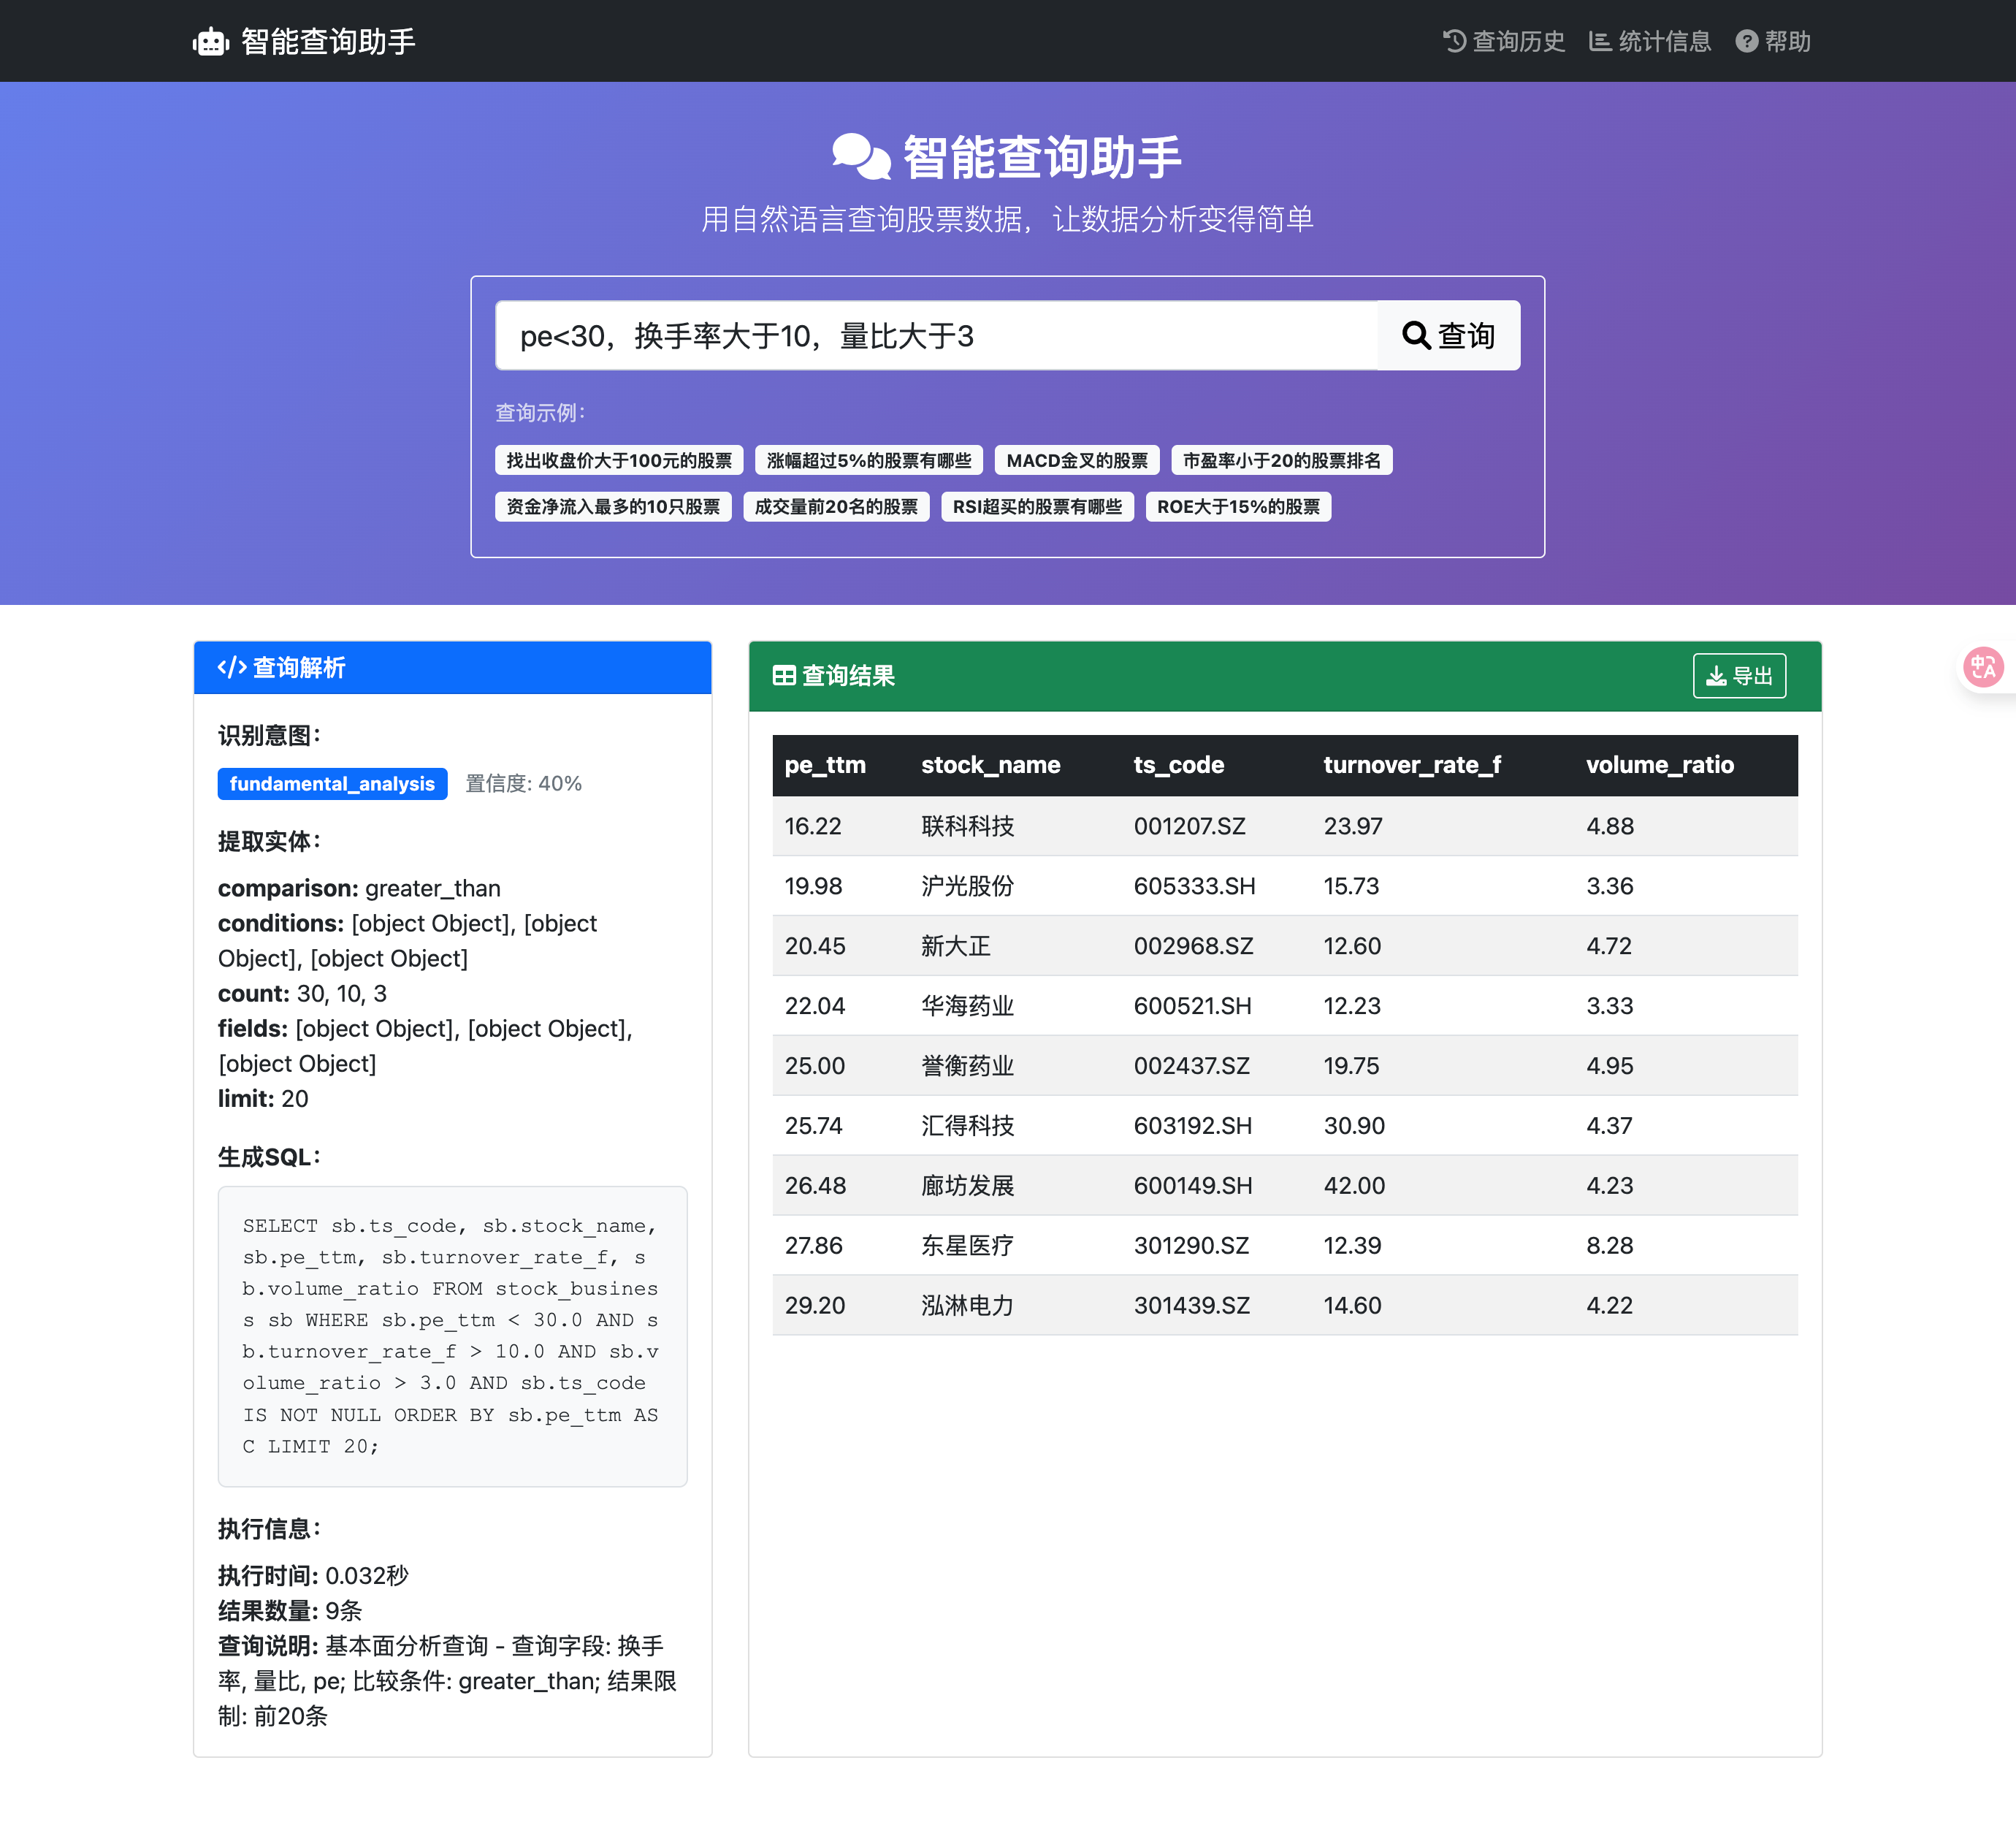 智能查询助手
查询历史 统计信息 帮助
智能查询助手
用自然语言查询股票数据，让数据分析变得简单
pe<30，换手率大于10，量比大于3
查询
查询示例：
找出收盘价大于100元的股票 涨幅超过5%的股票有哪些 MACD金叉的股票 市盈率小于20的股票排名
资金净流入最多的10只股票 成交量前20名的股票 RSI超买的股票有哪些 ROE大于15%的股票
查询解析
识别意图：
fundamental_analysis 置信度: 40%
提取实体：
comparison: greater_than
conditions: [object Object], [object
Object], [object Object]
count: 30, 10, 3
fields: [object Object], [object Object],
[object Object]
limit: 20
生成SQL：
SELECT sb.ts_code, sb.stock_name,
sb.pe_ttm, sb.turnover_rate_f, s
b.volume_ratio FROM stock_busines
s sb WHERE sb.pe_ttm < 30.0 AND s
b.turnover_rate_f > 10.0 AND sb.v
olume_ratio > 3.0 AND sb.ts_code
IS NOT NULL ORDER BY sb.pe_ttm AS
C LIMIT 20;
执行信息：
执行时间: 0.032秒
结果数量: 9条
查询说明: 基本面分析查询 - 查询字段: 换手
率, 量比, pe; 比较条件: greater_than; 结果限
制: 前20条
查询结果
导出
pe_ttm stock_name ts_code turnover_rate_f volume_ratio
16.22 联科科技 001207.SZ 23.97 4.88
19.98 沪光股份 605333.SH 15.73 3.36
20.45 新大正 002968.SZ 12.60 4.72
22.04 华海药业 600521.SH 12.23 3.33
25.00 誉衡药业 002437.SZ 19.75 4.95
25.74 汇得科技 603192.SH 30.90 4.37
26.48 廊坊发展 600149.SH 42.00 4.23
27.86 东星医疗 301290.SZ 12.39 8.28
29.20 泓淋电力 301439.SZ 14.60 4.22
中A